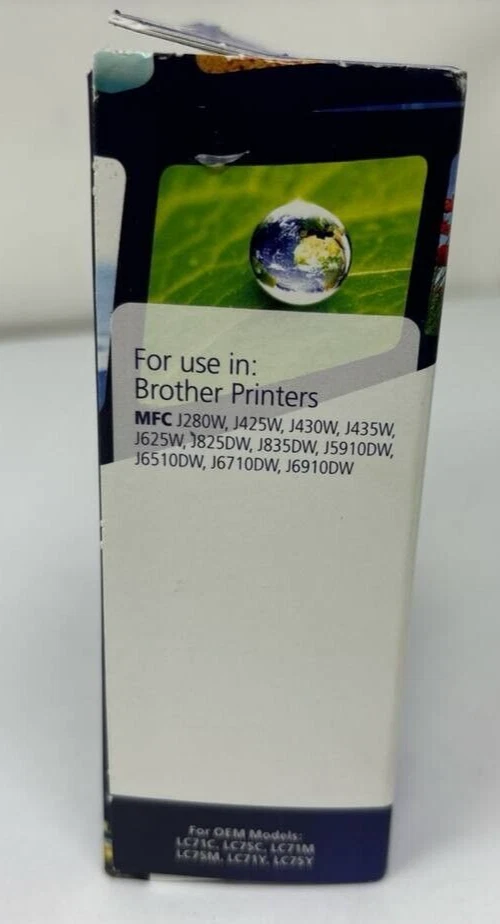 For use in:
Brother Printers
MFC J280W, J425W, J430W, J435W,
J625W, J825DW, J835DW, J5910DW,
J6510DW, J6710DW, J6910DW
For OEM Models:
LC71C, LC75C, LC71M
LC75M, LC71Y, LC75Y